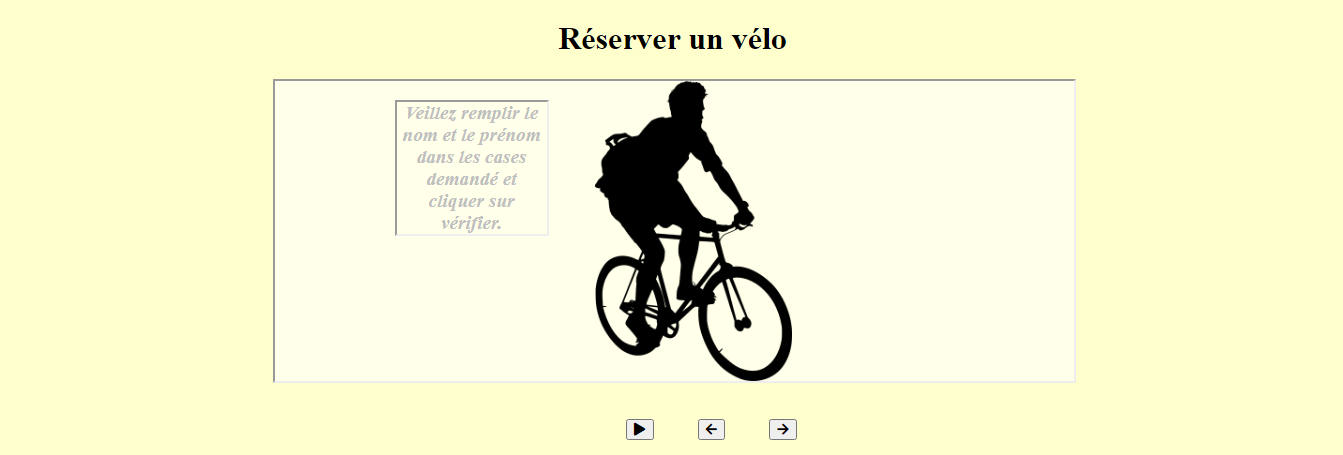 Réserver un vélo
Veillez remplir le
nom et le prénom
dans les cases
demandé et
cliquer sur
vérifier.